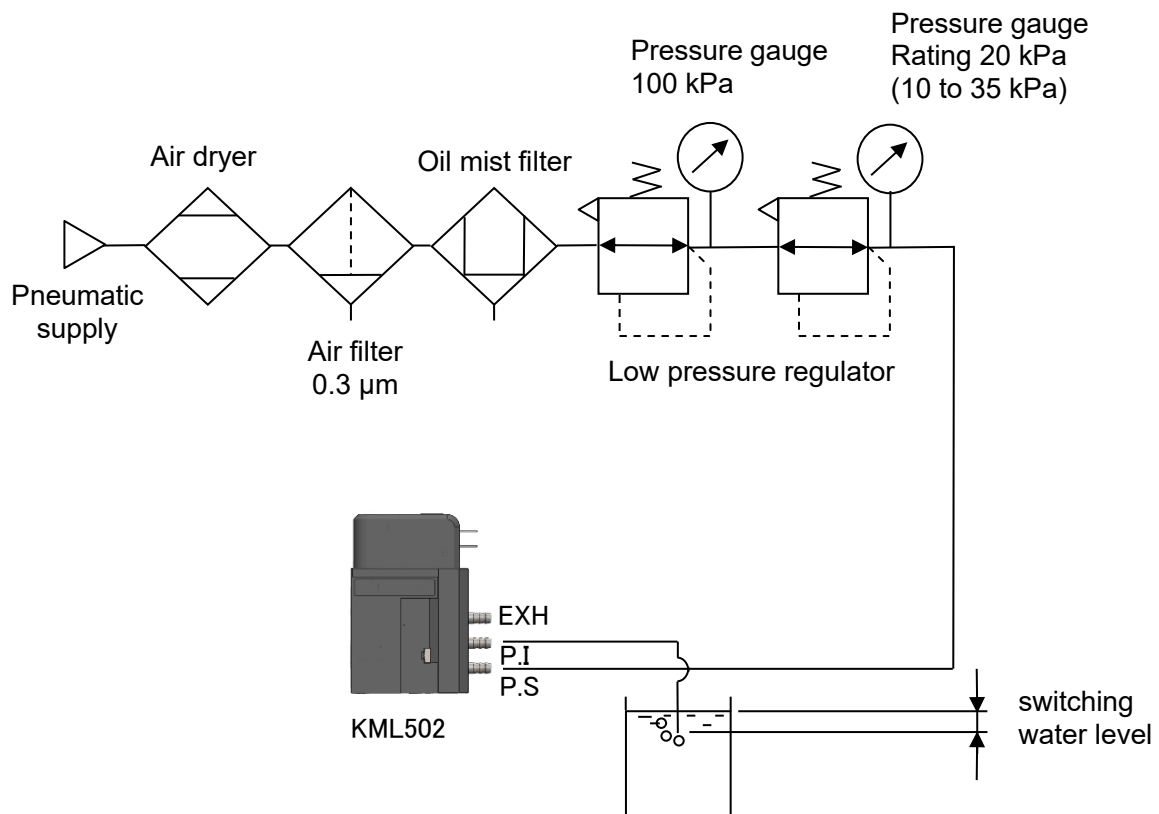 Pressure gauge
Rating 20 kPa
(10 to 35 kPa)
Pressure gauge
100 kPa
Air dryer
Oil mist filter
Pneumatic
supply
Air filter
0.3 µm
Low pressure regulator
EXH
P.I
P.S
KML502
switching
water level